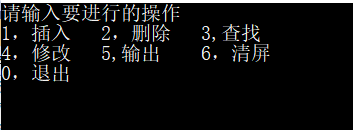 请输入要进行的操作
1，插入 2，删除 3,查找
4，修改 5,输出 6，清屏
0，退出